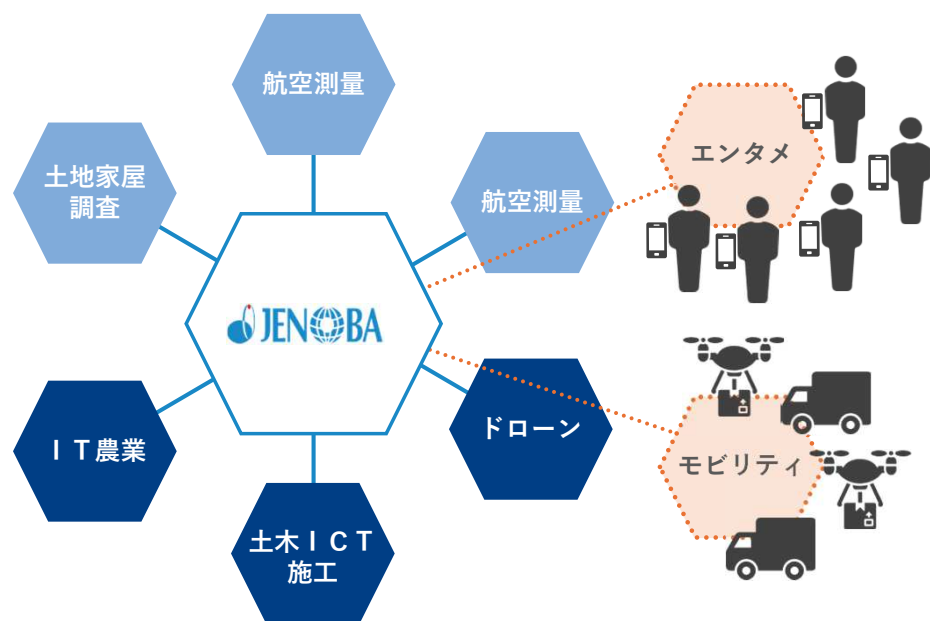 航空測量
エンタメ
土地家屋
調査
航空測量
JENOBA
ＩＴ農業
ドローン
モビリティ
土木ＩＣＴ
施工